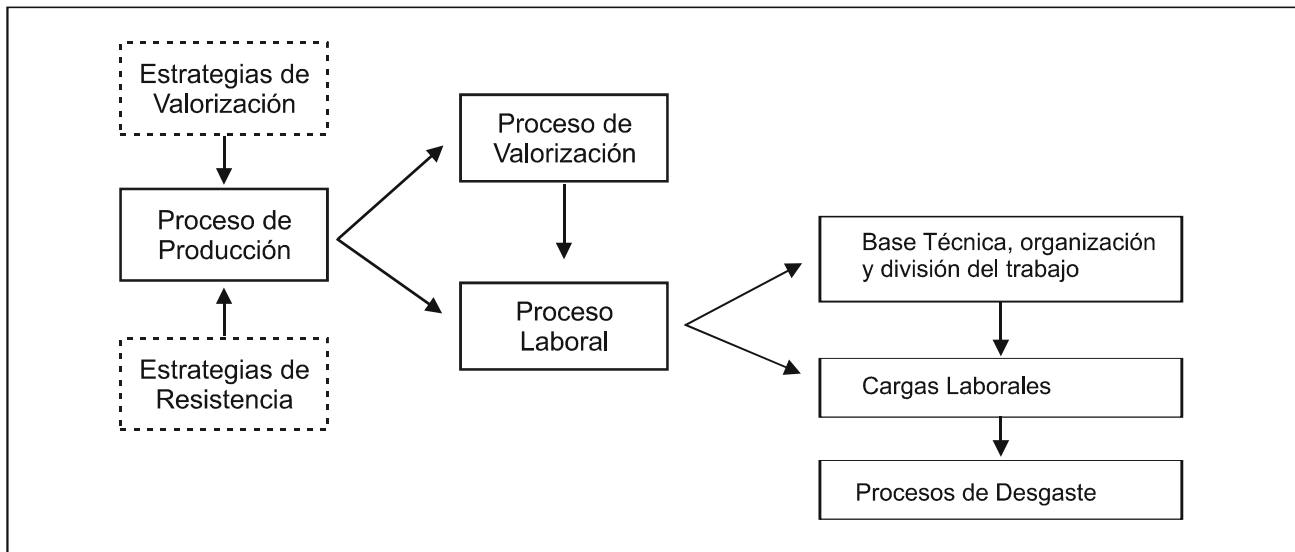 Estrategias de
Valorización
Proceso de
Producción
Estrategias de
Resistencia
Proceso de
Valorización
Proceso
Laboral
Base Técnica, organización
y división del trabajo
Cargas Laborales
Procesos de Desgaste